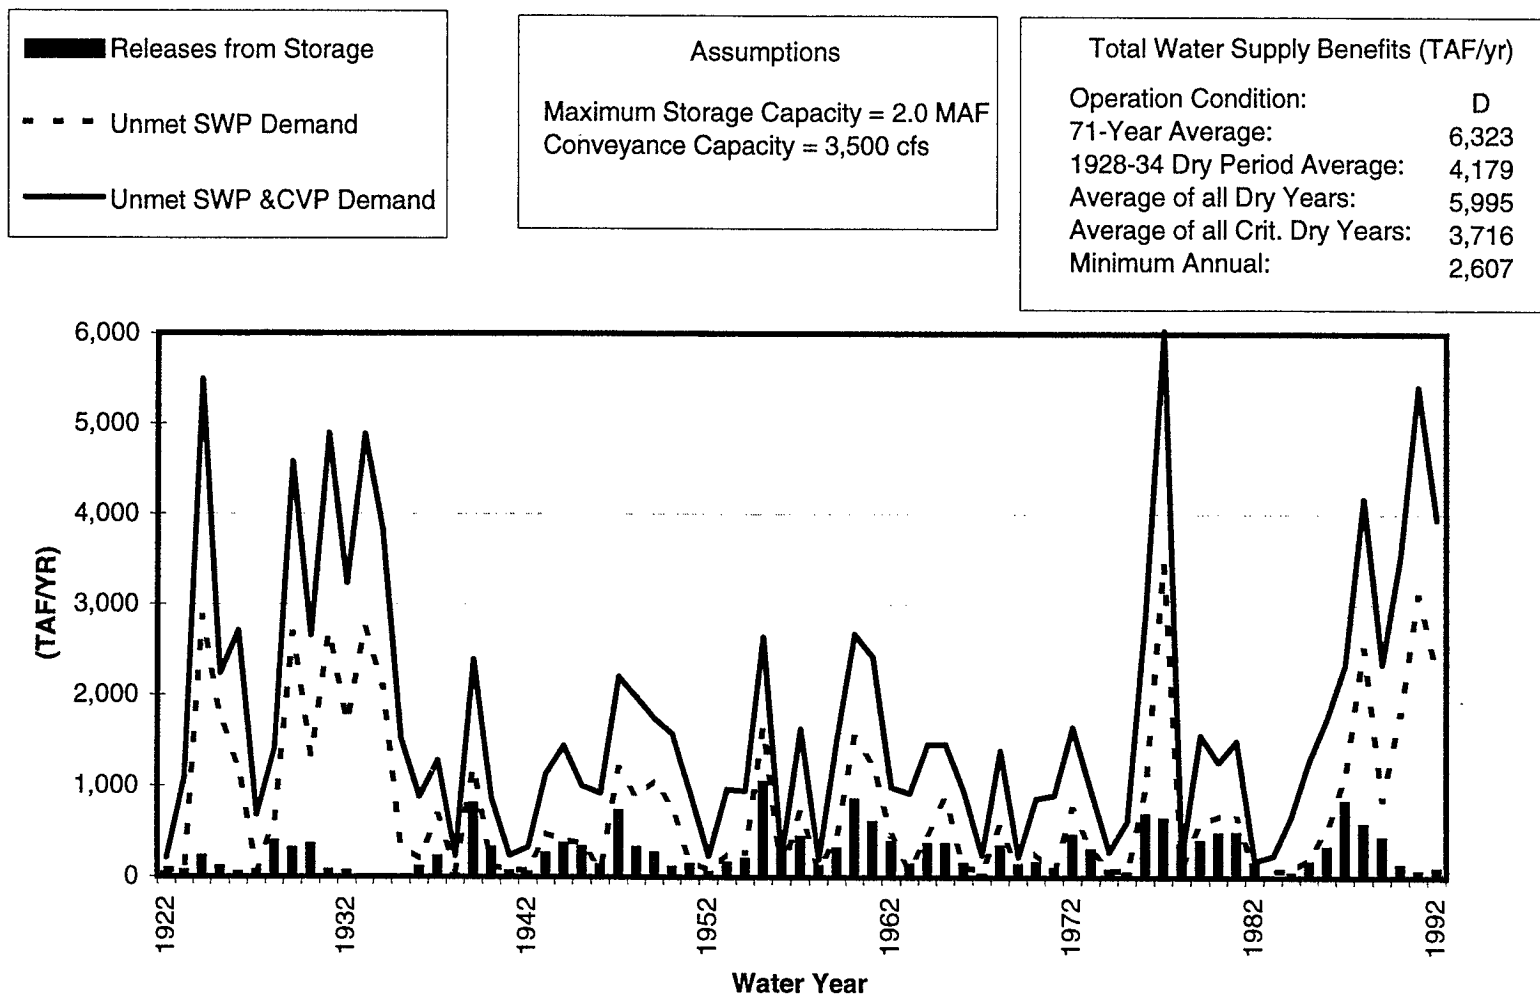 Releases from Storage
Unmet SWP Demand
Unmet SWP &CVP Demand
Assumptions
Maximum Storage Capacity = 2.0 MAF
Conveyance Capacity = 3,500 cfs
Total Water Supply Benefits (TAF/yr)
Operation Condition: D
71-Year Average: 6,323
1928-34 Dry Period Average: 4,179
Average of all Dry Years: 5,995
Average of all Crit. Dry Years: 3,716
Minimum Annual: 2,607
6,000
5,000
4,000
3,000
2,000
1,000
0
(TAF/YR)
1922
1932
1942
1952
1962
1972
1982
1992
Water Year